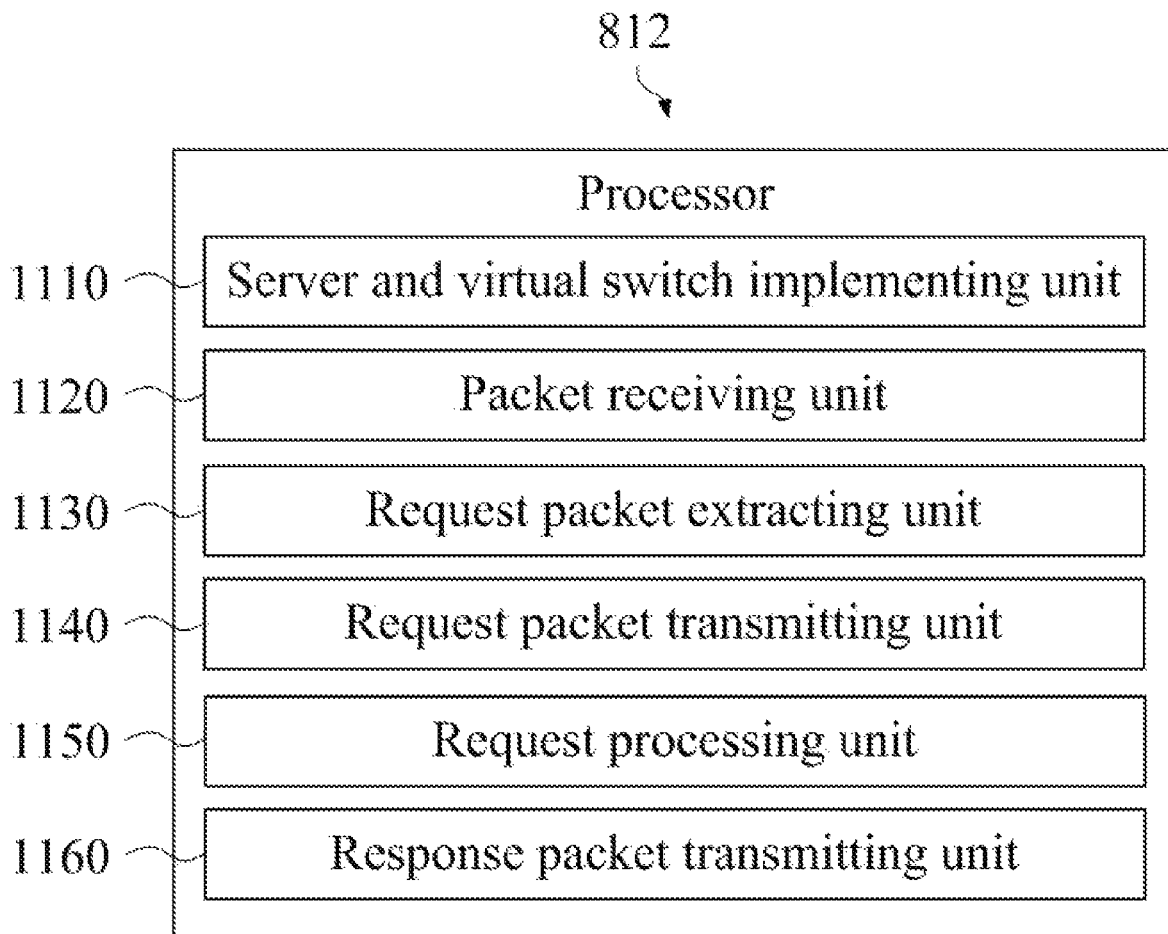 812
Processor
1110 Server and virtual switch implementing unit
1120 Packet receiving unit
1130 Request packet extracting unit
1140 Request packet transmitting unit
1150 Request processing unit
1160 Response packet transmitting unit